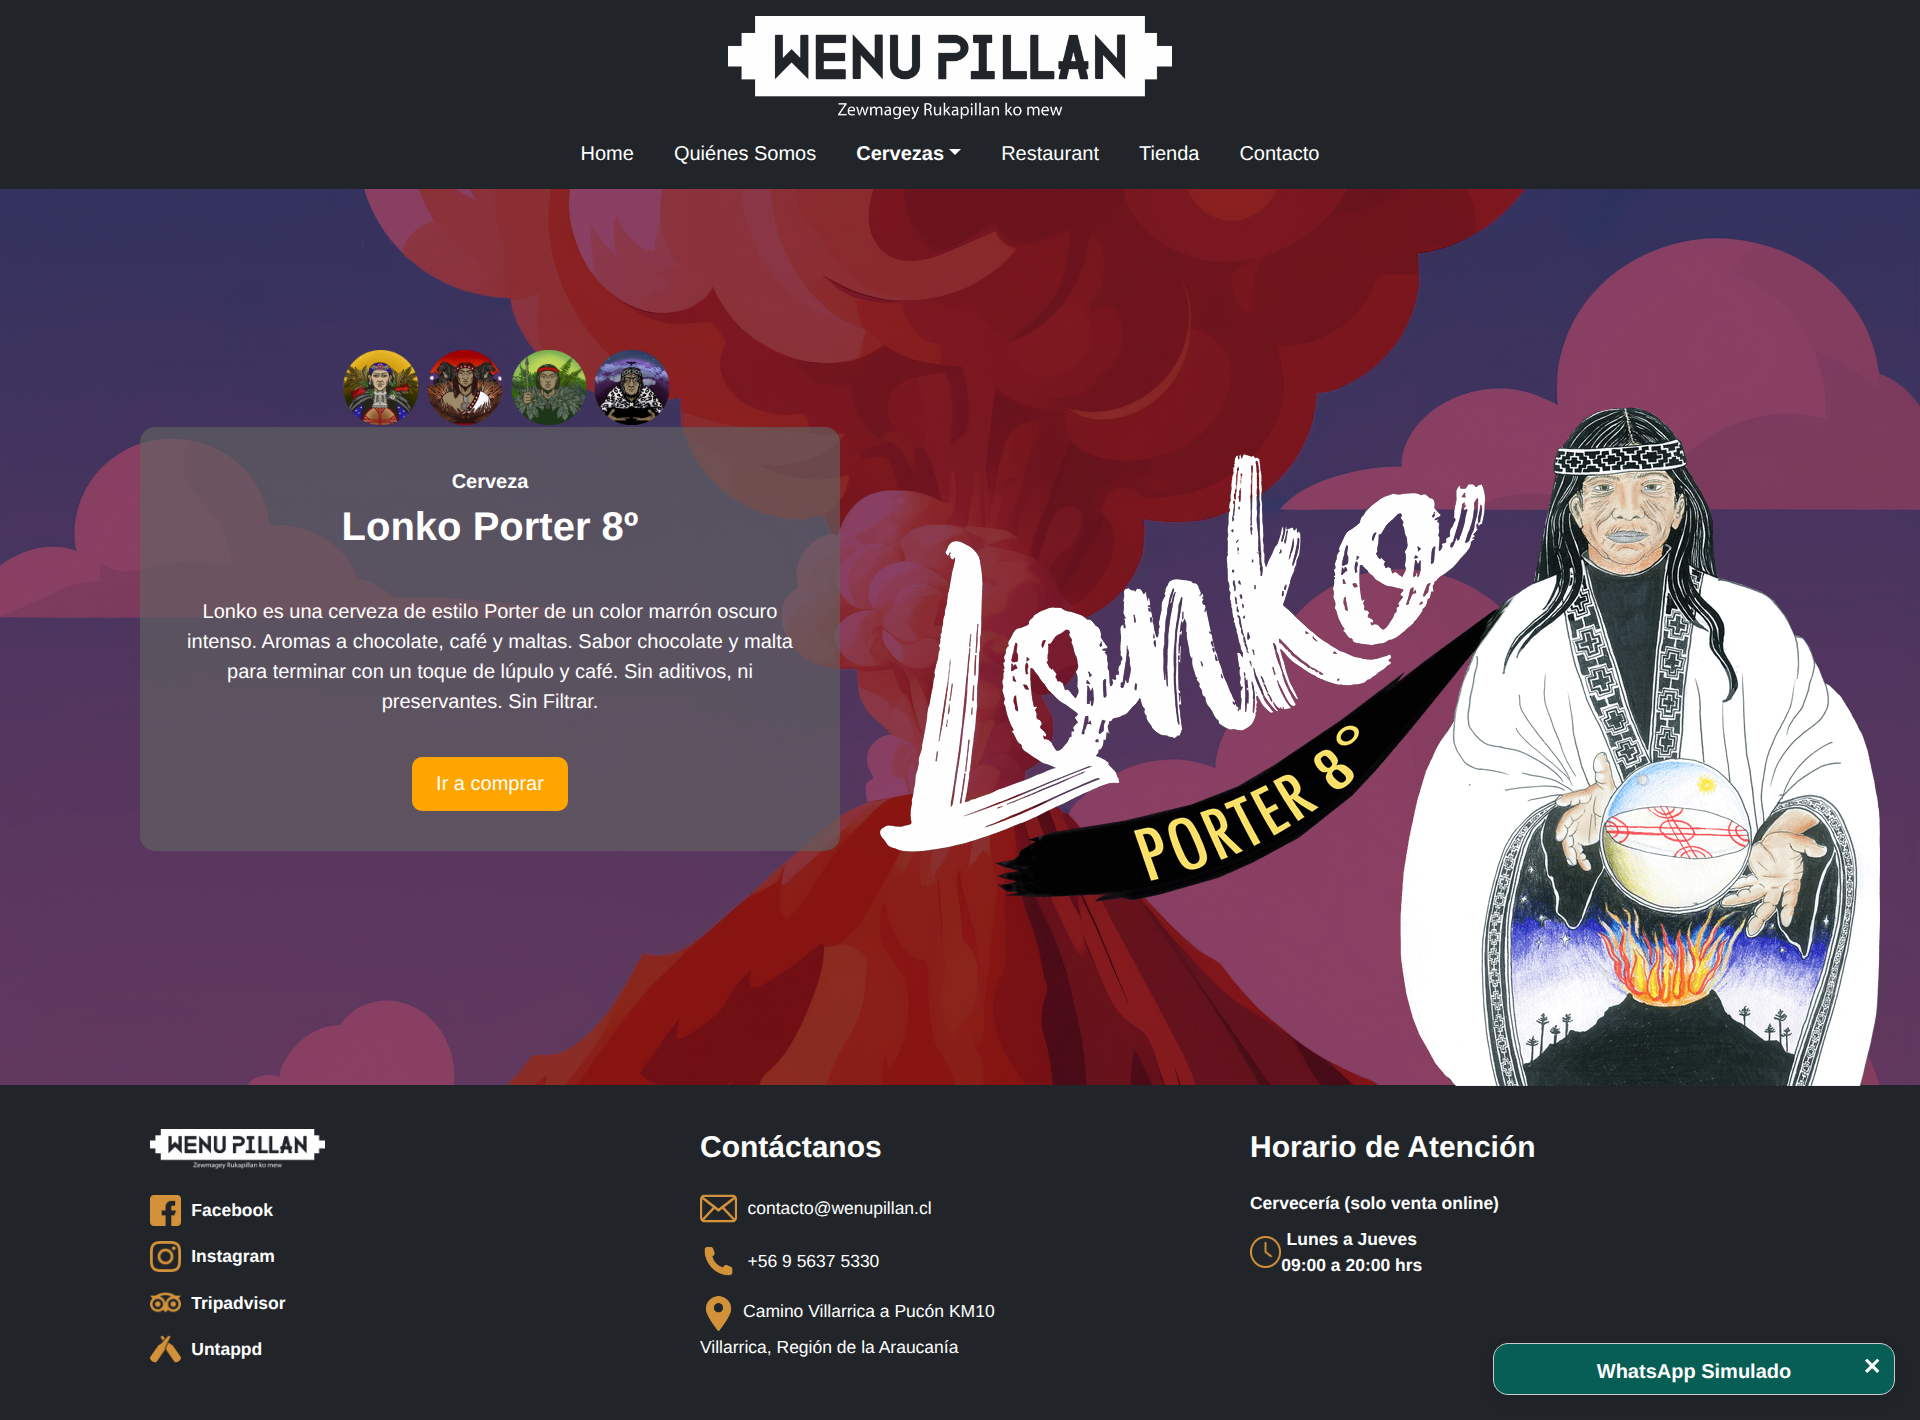 WENU PILLAN
Zewmagey Rukapillan ko mew
Home
Quiénes Somos
Cervezas
Restaurant
Tienda
Contacto
Cerveza
Lonko Porter 8º
Lonko es una cerveza de estilo Porter de un color marrón oscuro
intenso. Aromas a chocolate, café y maltas. Sabor chocolate y malta
para terminar con un toque de lúpulo y café. Sin aditivos, ni
preservantes. Sin Filtrar.
Ir a comprar
Lonko
PORTER 8°
WENU PILLAN
Zewmagey Rukapillan ko mew
Facebook
Instagram
Tripadvisor
Untappd
Contáctanos
contacto@wenupillan.cl
+56 9 5637 5330
Camino Villarrica a Pucón KM10
Villarrica, Región de la Araucanía
Horario de Atención
Cervecería (solo venta online)
Lunes a Jueves
09:00 a 20:00 hrs
WhatsApp Simulado